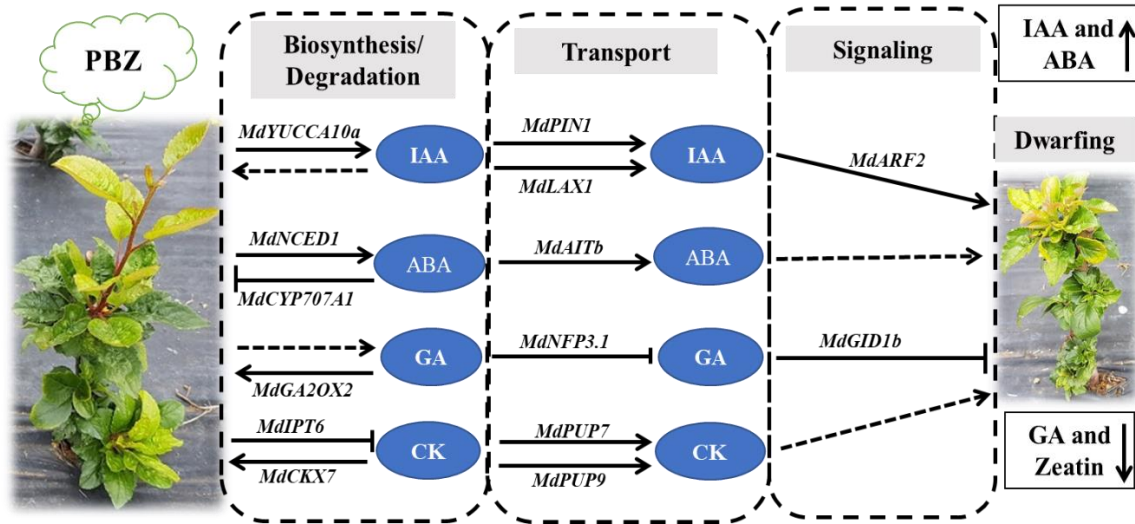 PBZ
Biosynthesis/
Degradation
Transport
Signaling
IAA and
ABA
Dwarfing
MdYUCCA10a
IAA
MdPIN1
MdLAX1
IAA
MdARF2
MdNCED1
MdCYP707A1
ABA
MdAITb
ABA
MdGA2OX2
GA
MdNFP3.1
GA
MdGID1b
MdIPT6
MdCKX7
CK
MdPUP7
MdPUP9
CK
GA and
Zeatin